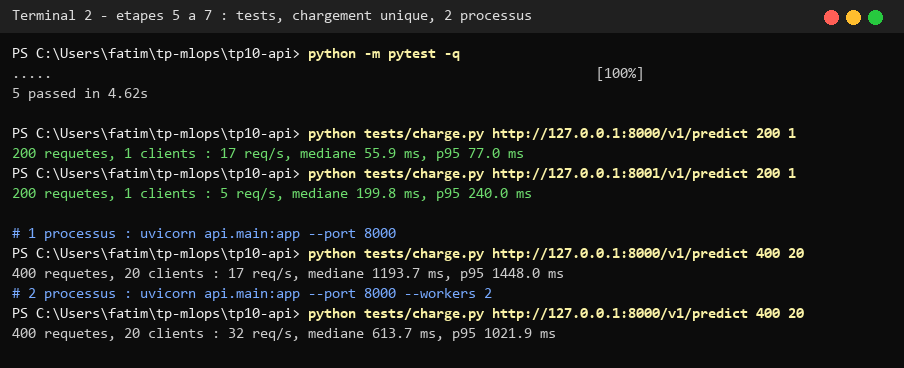 Terminal 2 - etapes 5 a 7 : tests, chargement unique, 2 processus
PS C:\Users\fatim\tp-mlops\tp10-api> python -m pytest -q
..... [100%]
5 passed in 4.62s
PS C:\Users\fatim\tp-mlops\tp10-api> python tests/charge.py http://127.0.0.1:8000/v1/predict 200 1
200 requetes, 1 clients : 17 req/s, mediane 55.9 ms, p95 77.0 ms
PS C:\Users\fatim\tp-mlops\tp10-api> python tests/charge.py http://127.0.0.1:8001/v1/predict 200 1
200 requetes, 1 clients : 5 req/s, mediane 199.8 ms, p95 240.0 ms
# 1 processus : uvicorn api.main:app --port 8000
PS C:\Users\fatim\tp-mlops\tp10-api> python tests/charge.py http://127.0.0.1:8000/v1/predict 400 20
400 requetes, 20 clients : 17 req/s, mediane 1193.7 ms, p95 1448.0 ms
# 2 processus : uvicorn api.main:app --port 8000 --workers 2
PS C:\Users\fatim\tp-mlops\tp10-api> python tests/charge.py http://127.0.0.1:8000/v1/predict 400 20
400 requetes, 20 clients : 32 req/s, mediane 613.7 ms, p95 1021.9 ms